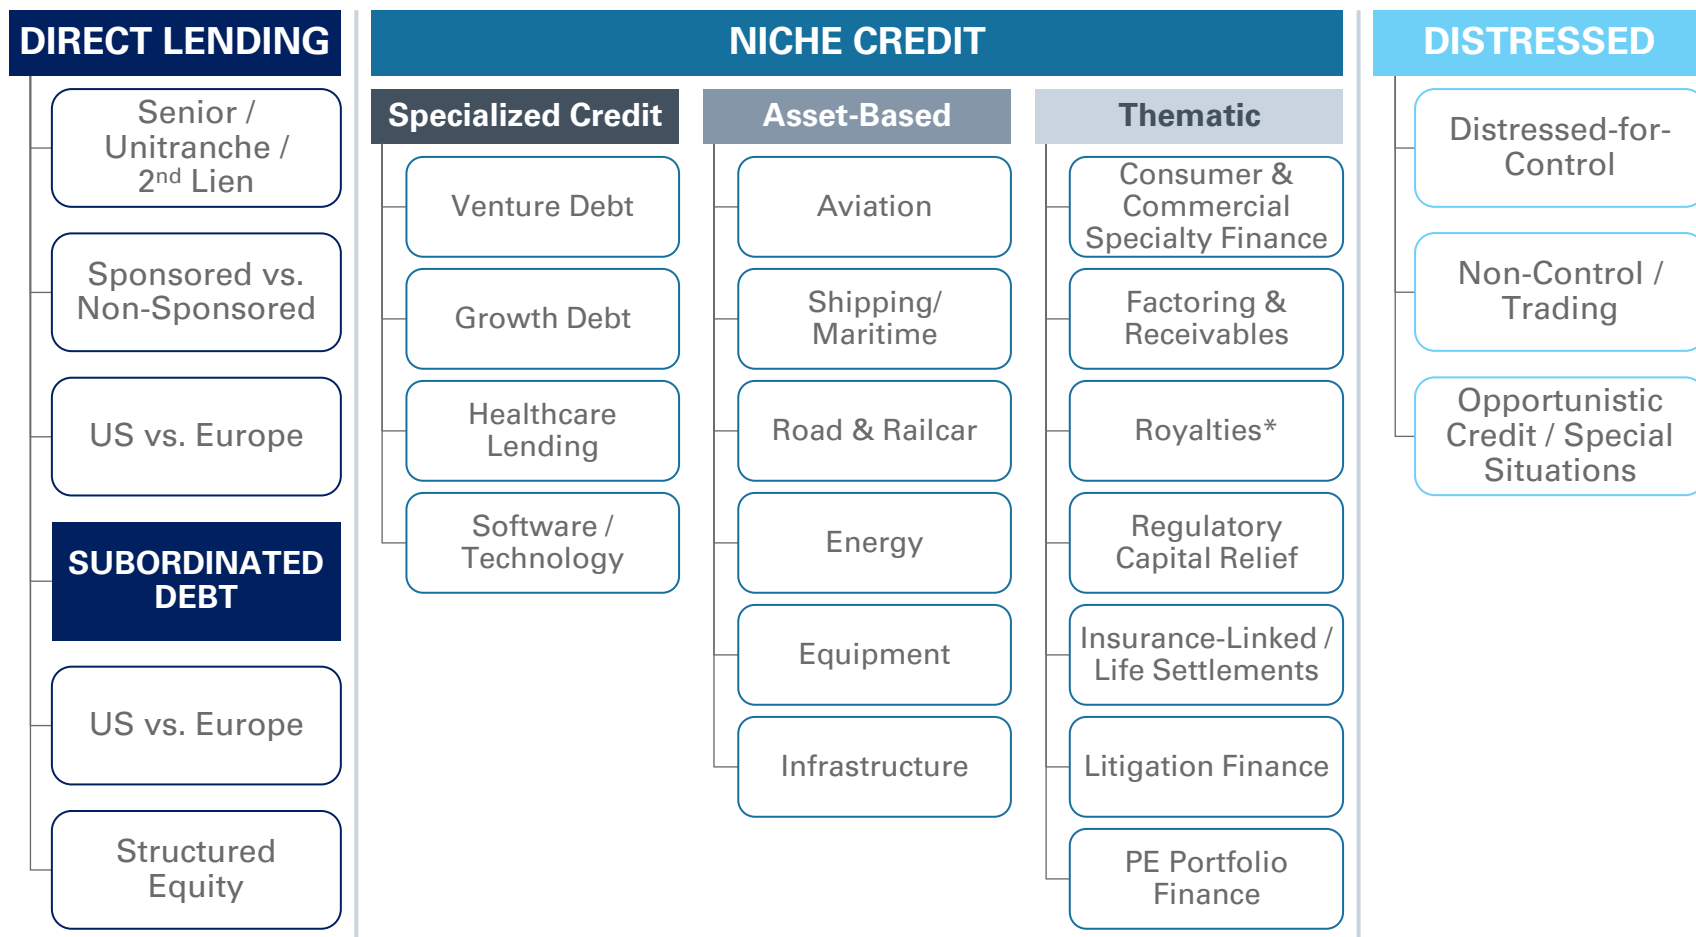 DIRECT LENDING
Senior /
Unitranche /
2nd Lien
Sponsored vs.
Non-Sponsored
US vs. Europe
SUBORDINATED
DEBT
US vs. Europe
Structured
Equity
NICHE CREDIT
Specialized Credit
Venture Debt
Growth Debt
Healthcare
Lending
Software /
Technology
Asset-Based
Aviation
Shipping/
Maritime
Road & Railcar
Energy
Equipment
Infrastructure
Thematic
Consumer &
Commercial
Specialty Finance
Factoring &
Receivables
Royalties*
Regulatory
Capital Relief
Insurance-Linked /
Life Settlements
Litigation Finance
PE Portfolio
Finance
DISTRESSED
Distressed-for-
Control
Non-Control /
Trading
Opportunistic
Credit / Special
Situations